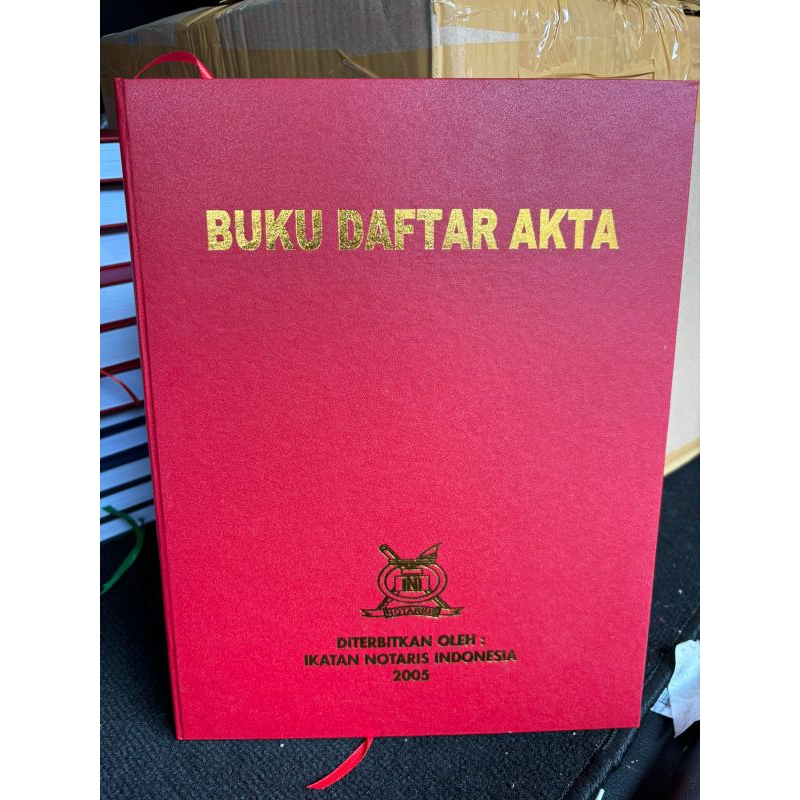 BUKU DAFTAR AKTA
INI
NOTARIUS
DITERBITKAN OLEH :
IKATAN NOTARIS INDONESIA
2005